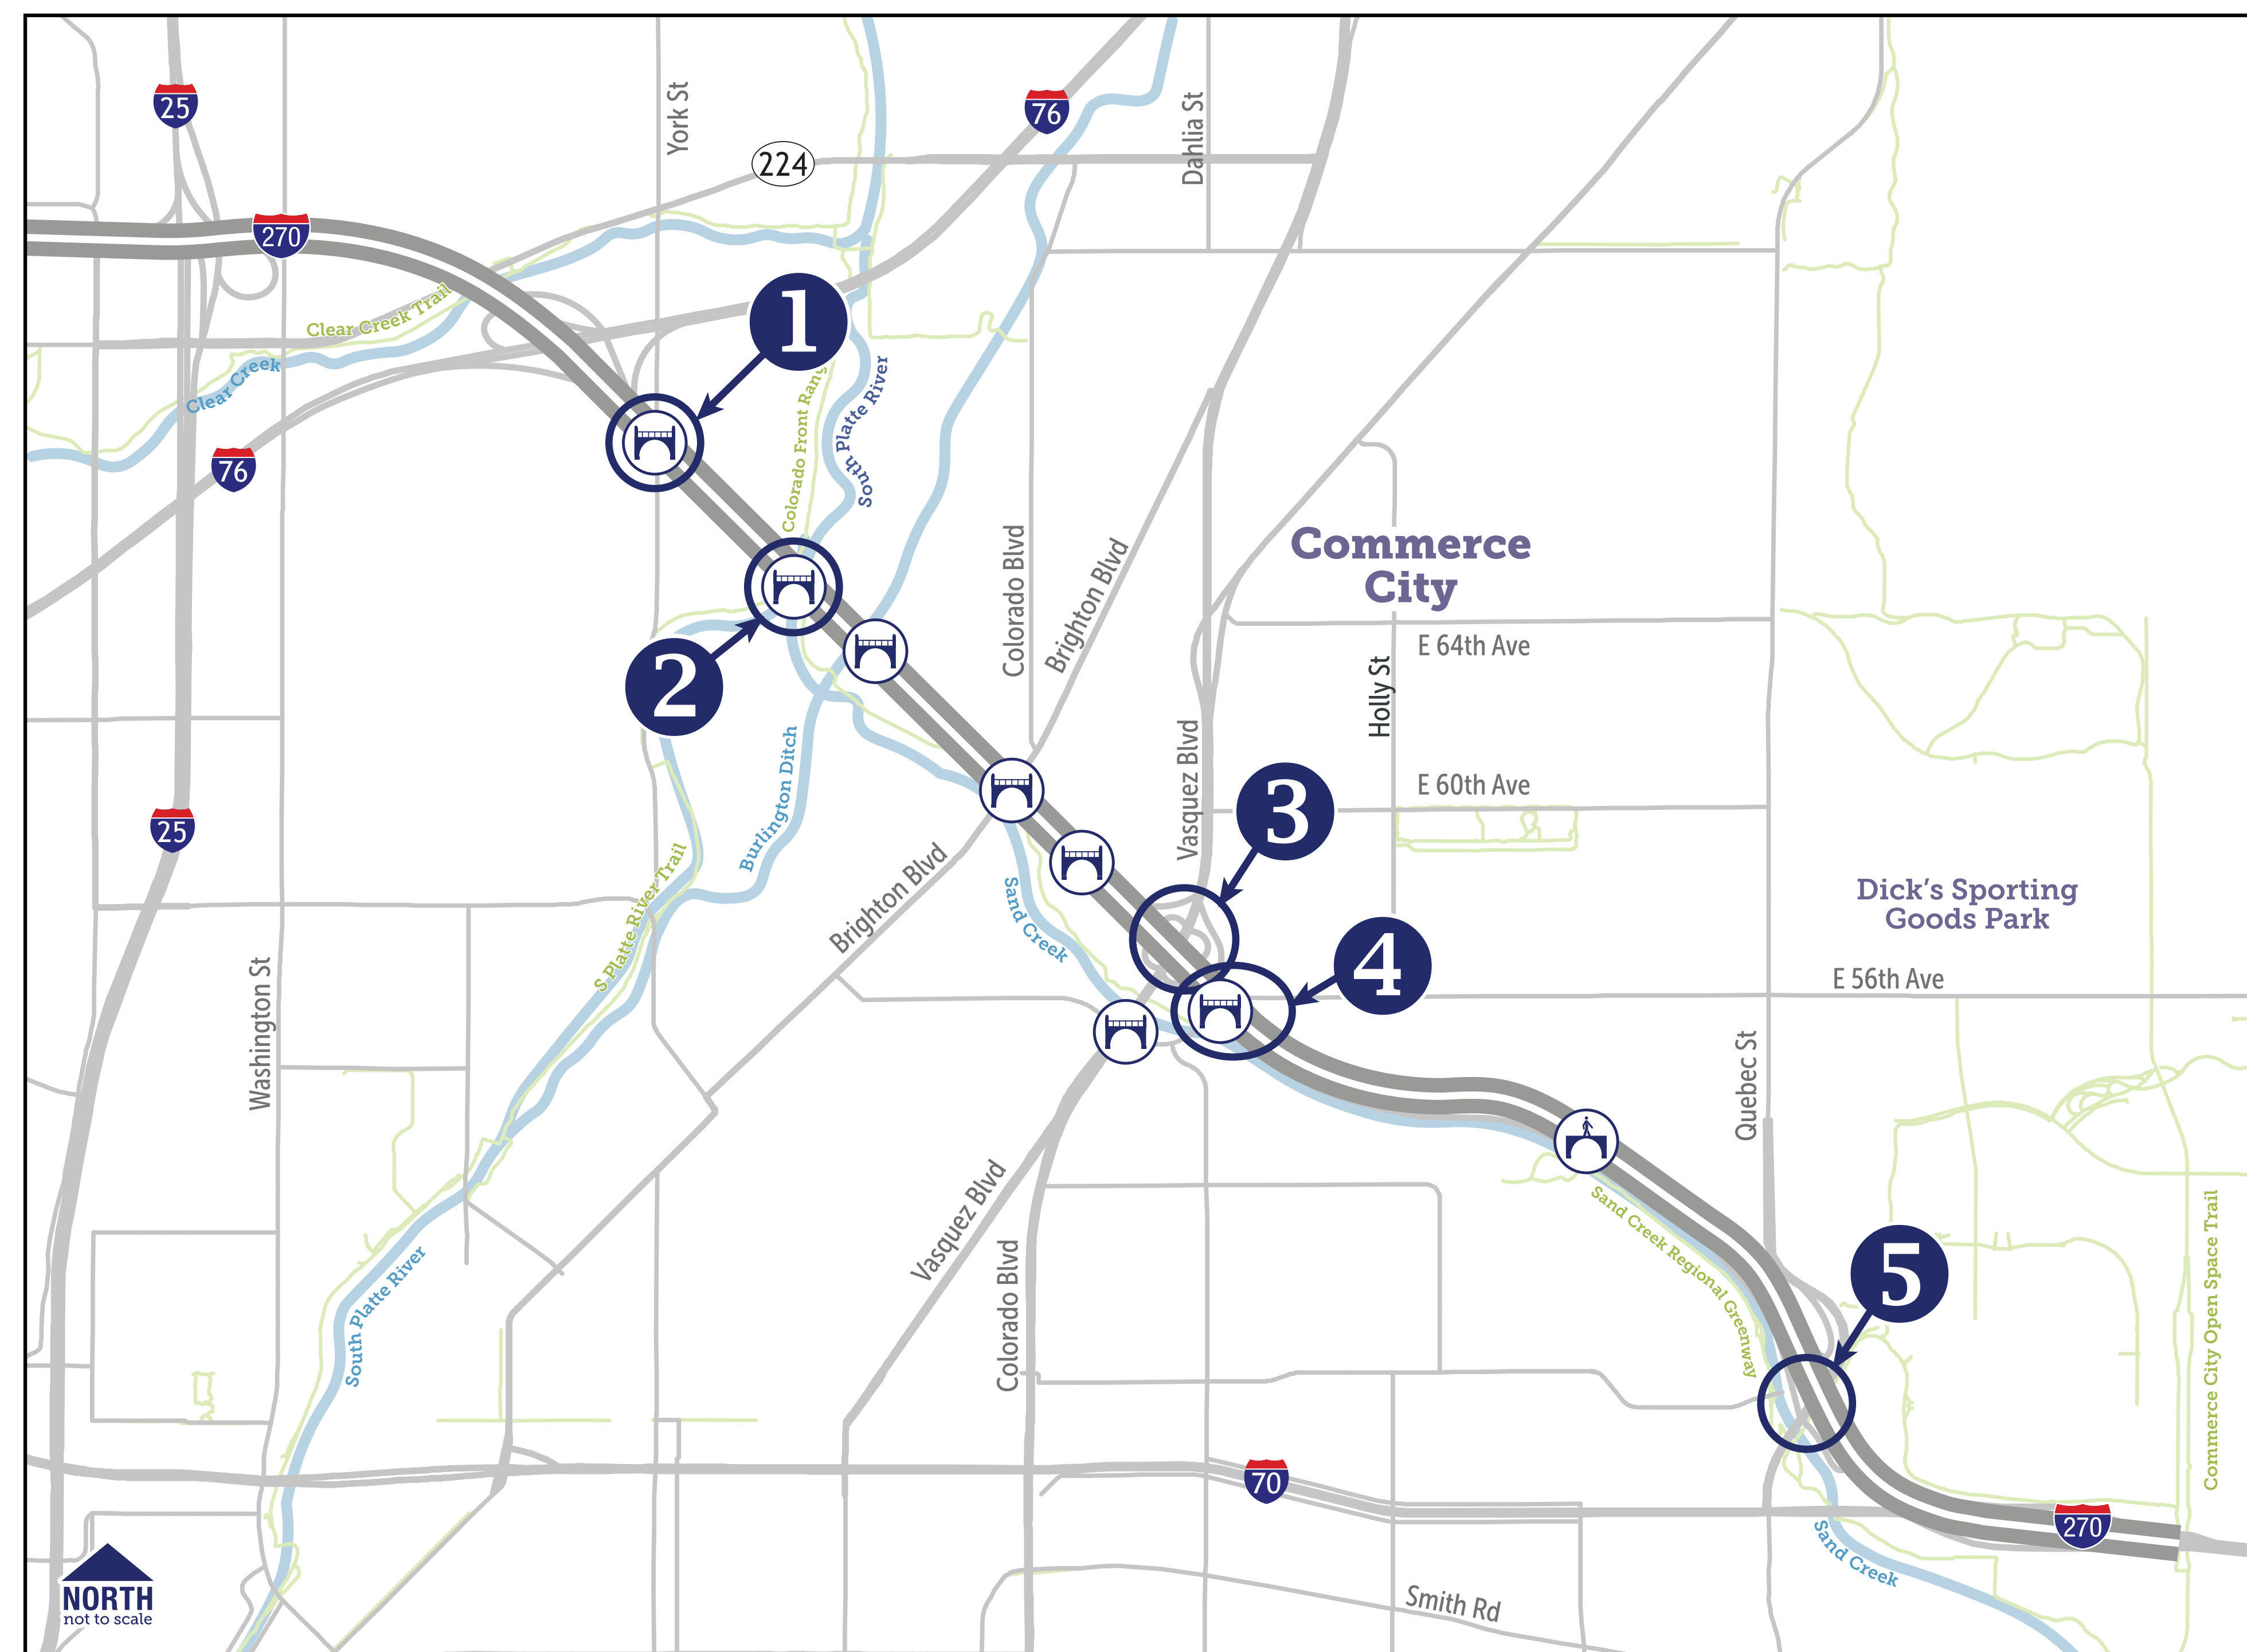 25
York St
76
Dahlia St
224
270
1
Clear Creek Trail
Clear Creek
76
Colorado Front Rang
South Platte River
2
Colorado Blvd
Brighton Blvd
Commerce
City
E 64th Ave
Holly St
Vasquez Blvd
E 60th Ave
3
25
Burlington Ditch
S Platte River Trail
Brighton Blvd
Sand Creek
4
Dick's Sporting
Goods Park
E 56th Ave
Washington St
Quebec St
Vasquez Blvd
Colorado Blvd
South Platte River
Sand Creek Regional Greenway
5
Commerce City Open Space Trail
70
270
Sand Creek
Smith Rd
NORTH
not to scale